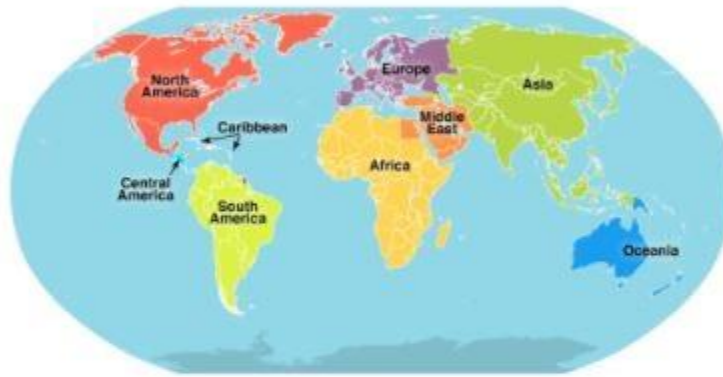 North
America
Europe
Asia
Middle
East
Caribbean
Africa
Central
America
South
America
Oceania